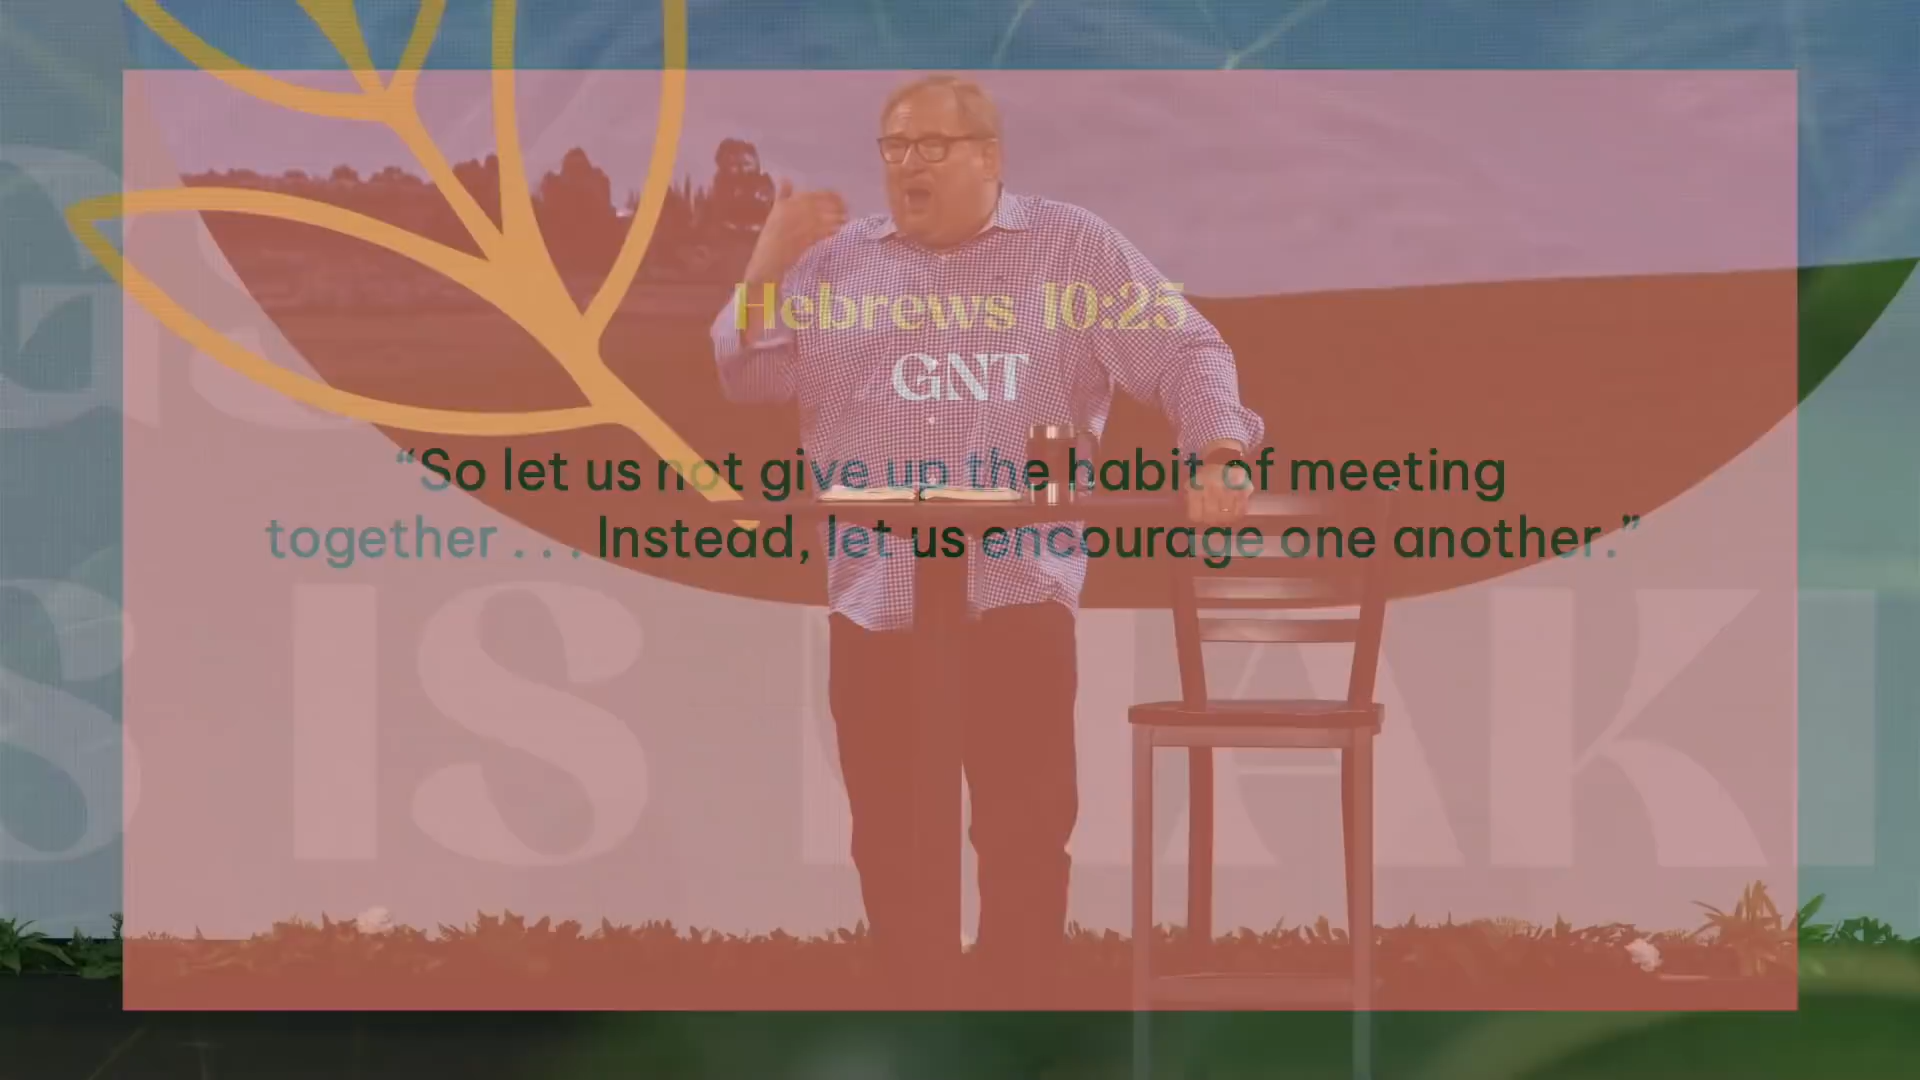 Hebrews 10:25
GNT
“So let us not give up the habit of meeting
together . . . Instead, let us encourage one another.”
S IS